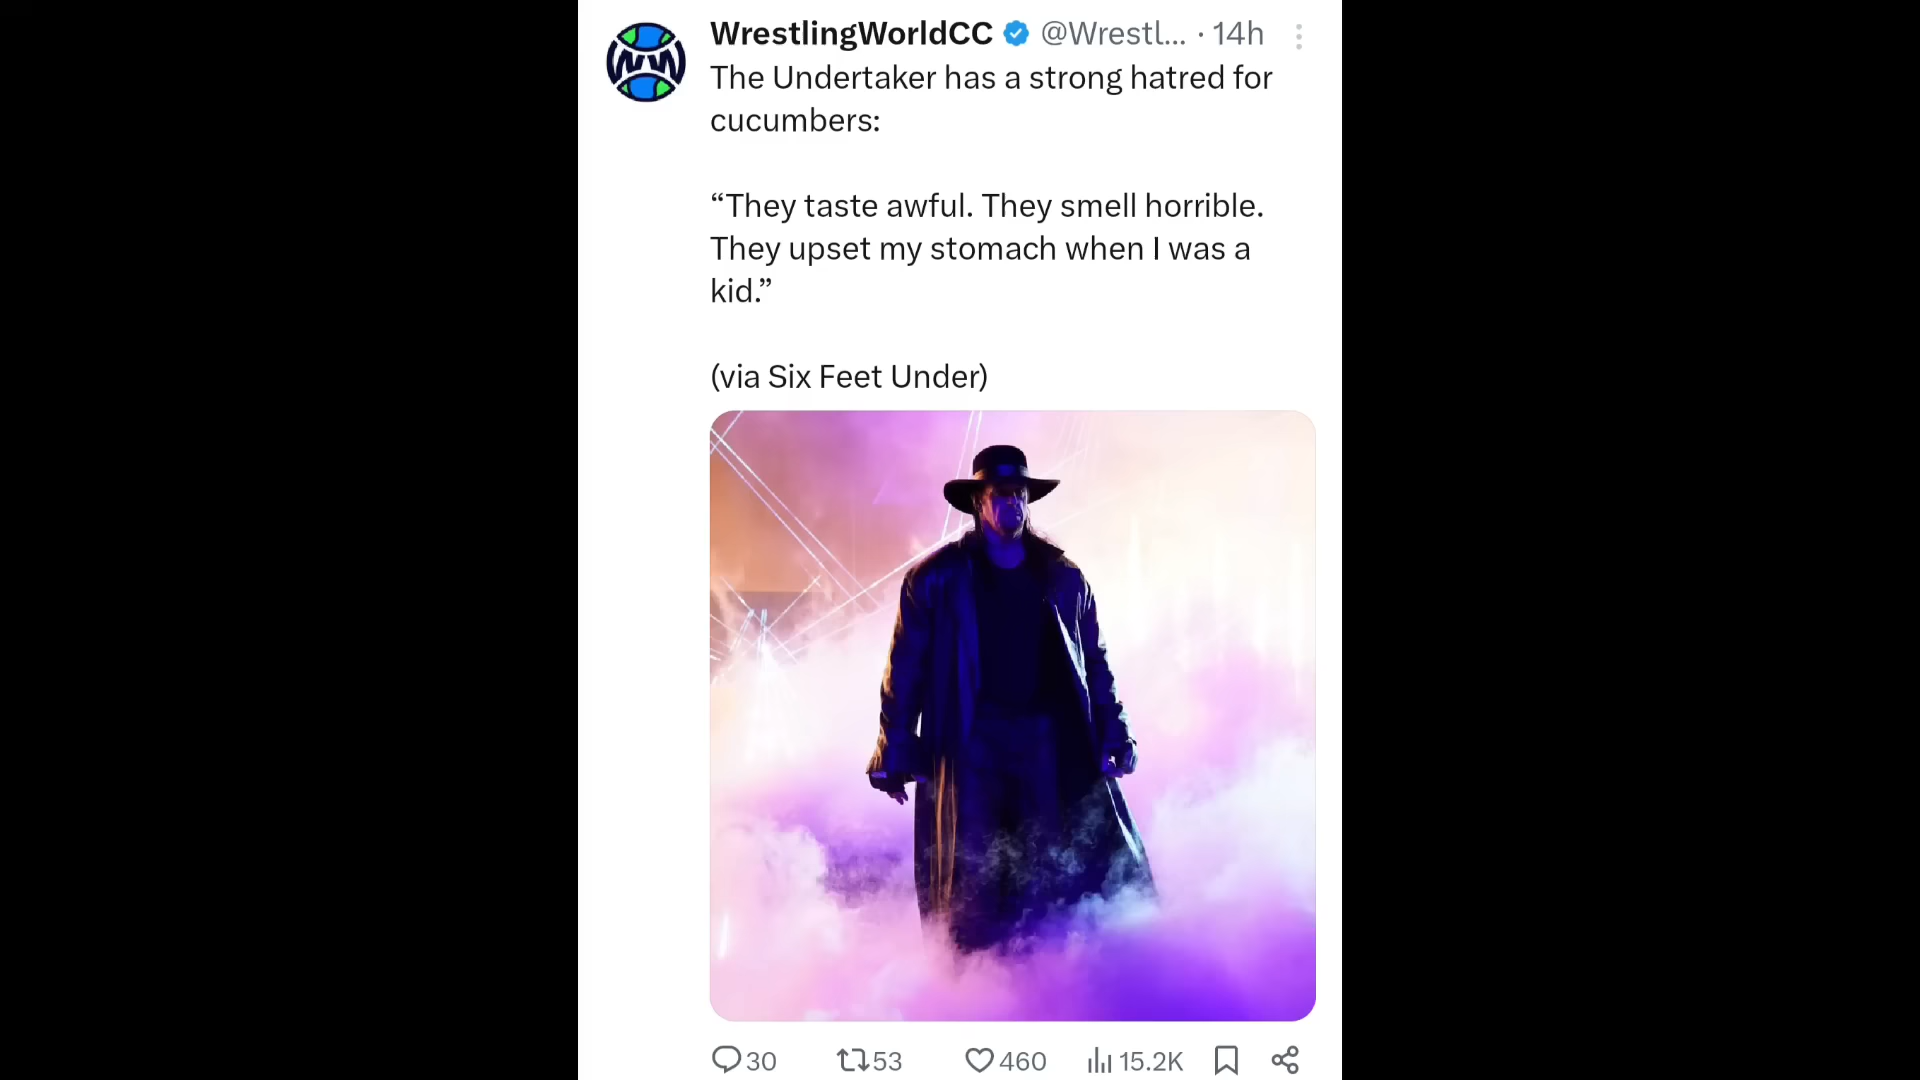 WrestlingWorldCC @Wrestl... · 14h
The Undertaker has a strong hatred for
cucumbers:
“They taste awful. They smell horrible.
They upset my stomach when I was a
kid.”
(via Six Feet Under)
30 53 460 15.2K